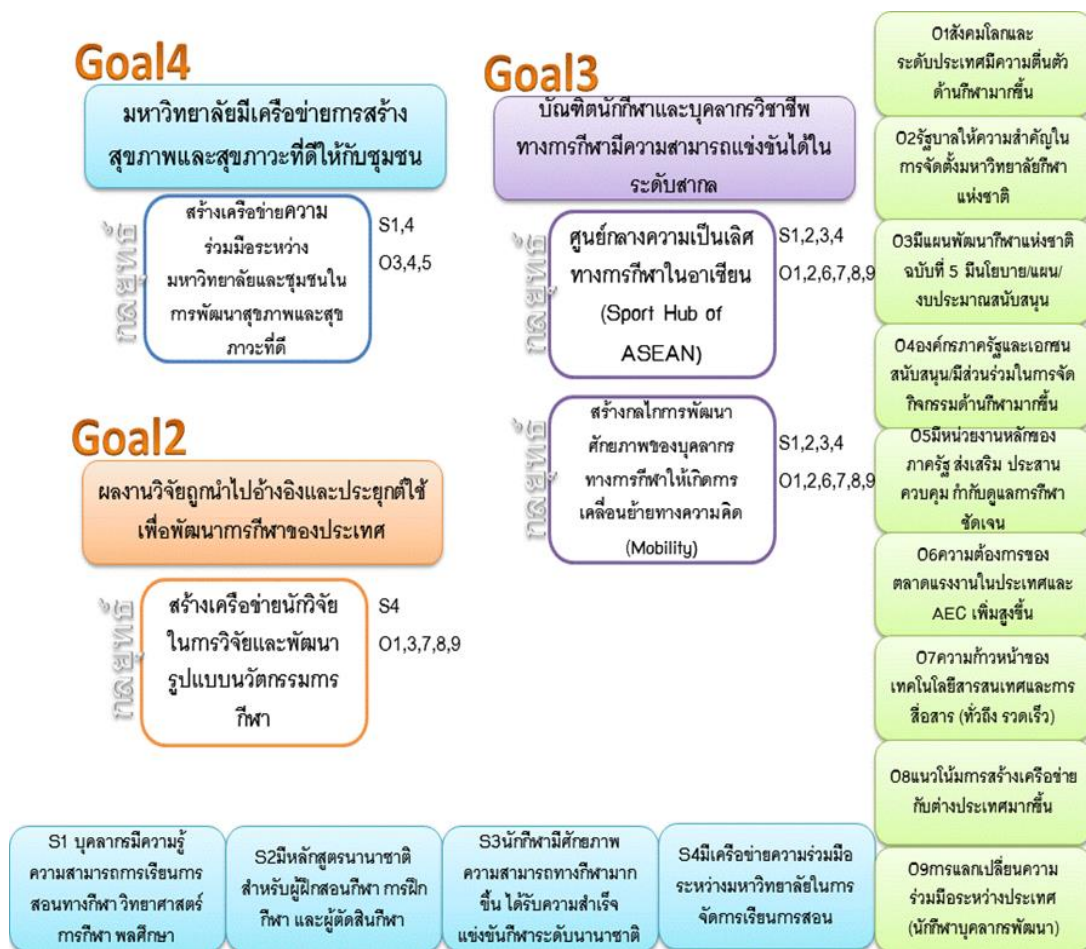 Goal4
มหาวิทยาลัยมีเครือข่ายการสร้าง
สุขภาพและสุขภาวะที่ดีให้กับชุมชน
กลยุทธ์
สร้างเครือข่ายความ
ร่วมมือระหว่าง
มหาวิทยาลัยและชุมชนใน
การพัฒนาสุขภาพและสุข
ภาวะที่ดี
S1,4
O3,4,5
Goal3
บัณฑิตนักกีฬาและบุคลากรวิชาชีพ
ทางการกีฬามีความสามารถแข่งขันได้ใน
ระดับสากล
กลยุทธ์
ศูนย์กลางความเป็นเลิศ
ทางการกีฬาในอาเซียน
(Sport Hub of
ASEAN)
S1,2,3,4
O1,2,6,7,8,9
กลยุทธ์
สร้างกลไกการพัฒนา
ศักยภาพของบุคลากร
ทางการกีฬาให้เกิดการ
เคลื่อนย้ายทางความคิด
(Mobility)
S1,2,3,4
O1,2,6,7,8,9
Goal2
ผลงานวิจัยถูกนำไปอ้างอิงและประยุกต์ใช้
เพื่อพัฒนาการกีฬาของประเทศ
กลยุทธ์
สร้างเครือข่ายนักวิจัย
ในการวิจัยและพัฒนา
รูปแบบนวัตกรรมการ
กีฬา
S4
O1,3,7,8,9
O1สังคมโลกและ
ระดับประเทศมีความตื่นตัว
ด้านกีฬามากขึ้น
O2รัฐบาลให้ความสำคัญใน
การจัดตั้งมหาวิทยาลัยกีฬา
แห่งชาติ
O3มีแผนพัฒนากีฬาแห่งชาติ
ฉบับที่ 5 มีนโยบาย/แผน/
งบประมาณสนับสนุน
O4องค์กรภาครัฐและเอกชน
สนับสนุน/มีส่วนร่วมในการจัด
กิจกรรมด้านกีฬามากขึ้น
O5มีหน่วยงานหลักของ
ภาครัฐ ส่งเสริม ประสาน
ควบคุม กำกับดูแลการกีฬา
ชัดเจน
O6ความต้องการของ
ตลาดแรงงานในประเทศและ
AEC เพิ่มสูงขึ้น
O7ความก้าวหน้าของ
เทคโนโลยีสารสนเทศและการ
สื่อสาร (ทั่วถึง รวดเร็ว)
O8แนวโน้มการสร้างเครือข่าย
กับต่างประเทศมากขึ้น
O9การแลกเปลี่ยนความ
ร่วมมือระหว่างประเทศ
(นักกีฬาบุคลากรพัฒนา)
S1 บุคลากรมีความรู้
ความสามารถการเรียนการ
สอนทางกีฬา วิทยาศาสตร์
การกีฬา พลศึกษา
S2มีหลักสูตรนานาชาติ
สำหรับผู้ฝึกสอนกีฬา การฝึก
กีฬา และผู้ตัดสินกีฬา
S3นักกีฬามีศักยภาพ
ความสามารถทางกีฬามาก
ขึ้น ได้รับความสำเร็จ
แข่งขันกีฬาระดับนานาชาติ
S4มีเครือข่ายความร่วมมือ
ระหว่างมหาวิทยาลัยในการ
จัดการเรียนการสอน